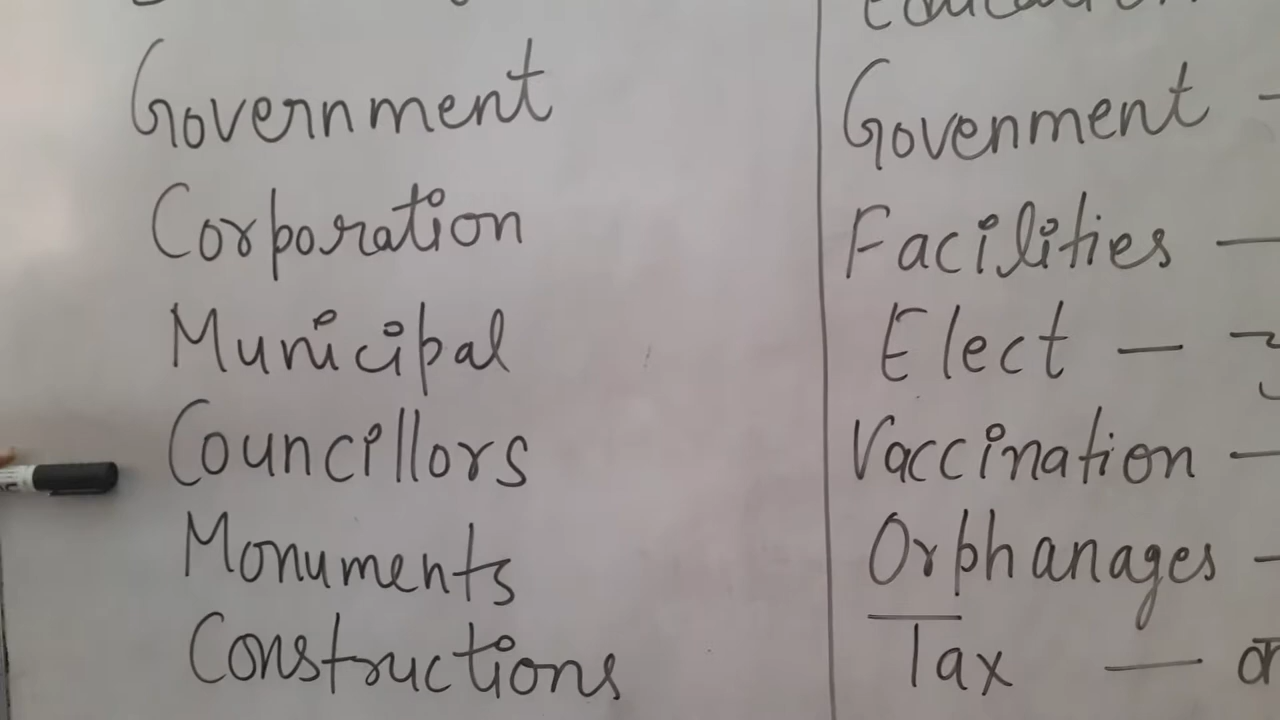 Government
Corporation
Municipal
Councillors
Monuments
Constructions
Govenment -
Facilities —
Elect —
Vaccination —
Orphanages -
Tax —